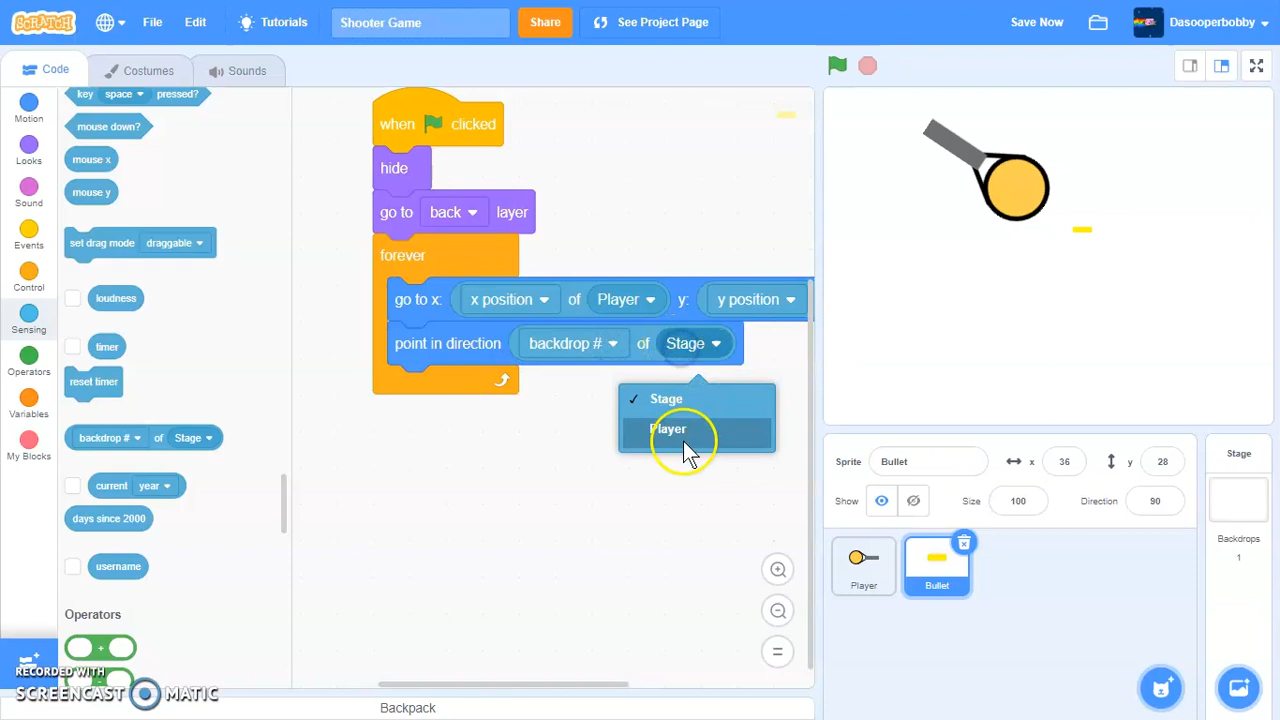 SCRATCH File Edit Tutorials Shooter Game Share See Project Page Save Now Dasooperbobby
Code Costumes Sounds
Motion
Looks
Sound
Events
Control
Sensing
Operators
Variables
My Blocks
key space pressed?
mouse down?
mouse x
mouse y
set drag mode draggable
loudness
timer
reset timer
backdrop # of Stage
current year
days since 2000
username
Operators
+
when clicked
hide
go to back layer
forever
go to x: x position of Player y: y position
point in direction backdrop # of Stage
✓ Stage
Player
Backpack
Sprite Bullet x 36 y 28
Show Size 100 Direction 90
Player
Bullet
Stage
Backdrops
1
RECORDED WITH
SCREENCAST MATIC